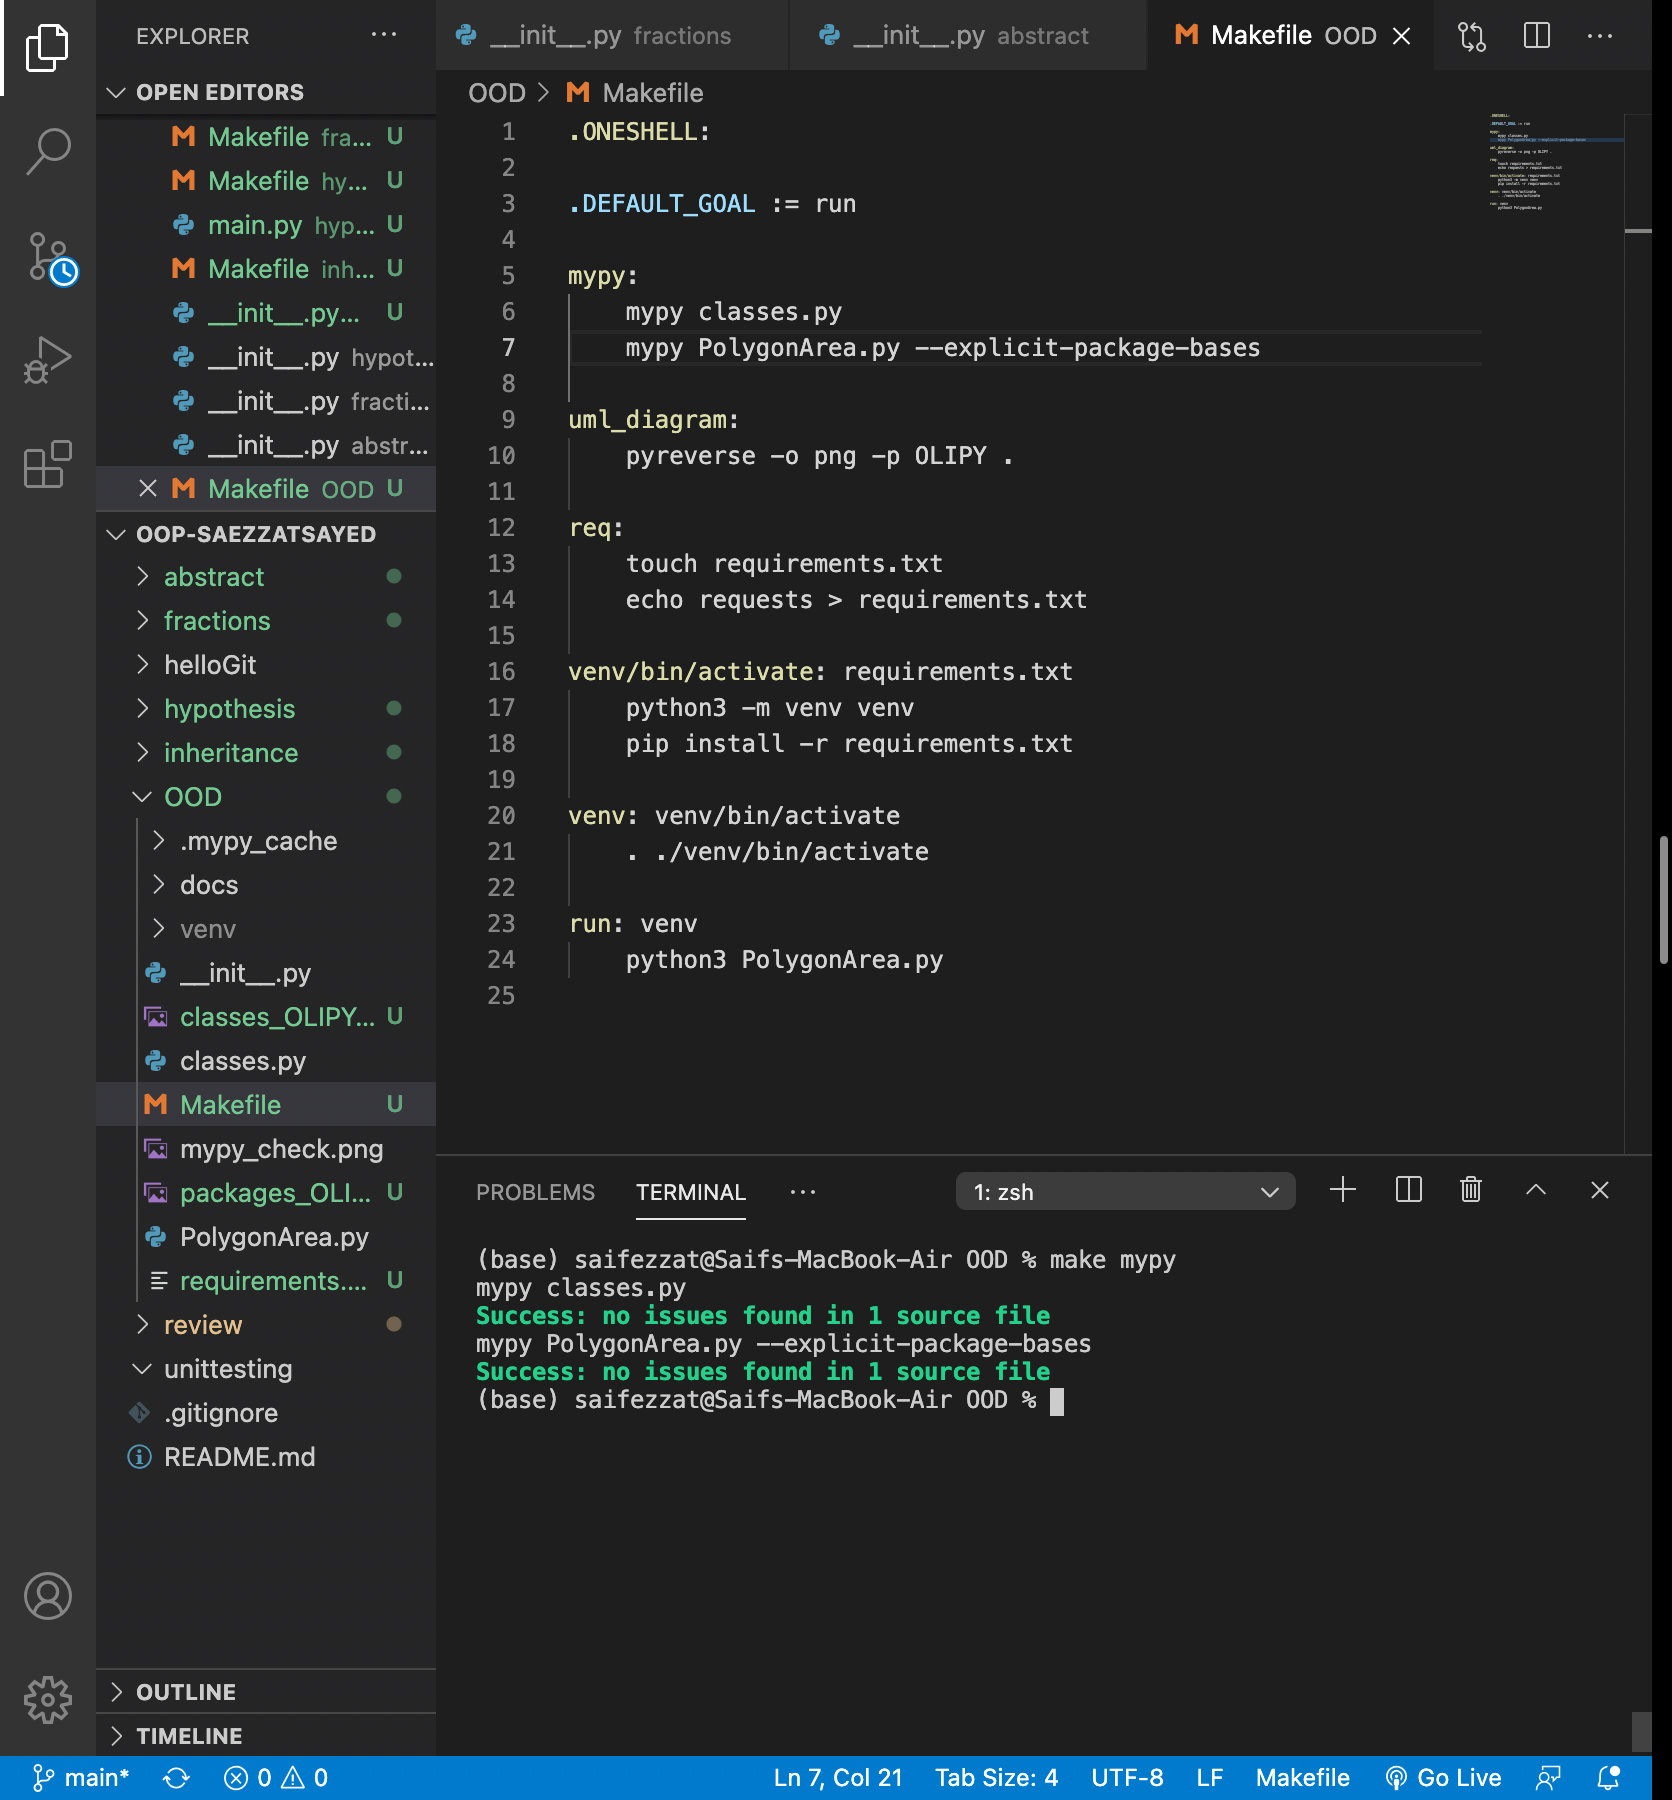 EXPLORER
OPEN EDITORS
Makefile fra... U
Makefile hy... U
main.py hyp... U
Makefile inh... U
__init__.py... U
__init__.py hypot...
__init__.py fracti...
__init__.py abstr...
Makefile OOD U
OOP-SAEZZATSAYED
abstract
fractions
helloGit
hypothesis
inheritance
OOD
.mypy_cache
docs
venv
__init__.py
classes_OLIPY... U
classes.py
Makefile U
mypy_check.png
packages_OLI... U
PolygonArea.py
requirements.... U
review
unittesting
.gitignore
README.md
OUTLINE
TIMELINE
__init__.py fractions
__init__.py abstract
Makefile OOD
OOD > Makefile
1 .ONESHELL:
2
3 .DEFAULT_GOAL := run
4
5 mypy:
6 mypy classes.py
7 mypy PolygonArea.py --explicit-package-bases
8
9 uml_diagram:
10 pyreverse -o png -p OLIPY .
11
12 req:
13 touch requirements.txt
14 echo requests > requirements.txt
15
16 venv/bin/activate: requirements.txt
17 python3 -m venv venv
18 pip install -r requirements.txt
19
20 venv: venv/bin/activate
21 . ./venv/bin/activate
22
23 run: venv
24 python3 PolygonArea.py
25
PROBLEMS TERMINAL ... 1: zsh
(base) saifezzat@Saifs-MacBook-Air OOD % make mypy
mypy classes.py
Success: no issues found in 1 source file
mypy PolygonArea.py --explicit-package-bases
Success: no issues found in 1 source file
(base) saifezzat@Saifs-MacBook-Air OOD %
main* 0 0 Ln 7, Col 21 Tab Size: 4 UTF-8 LF Makefile Go Live